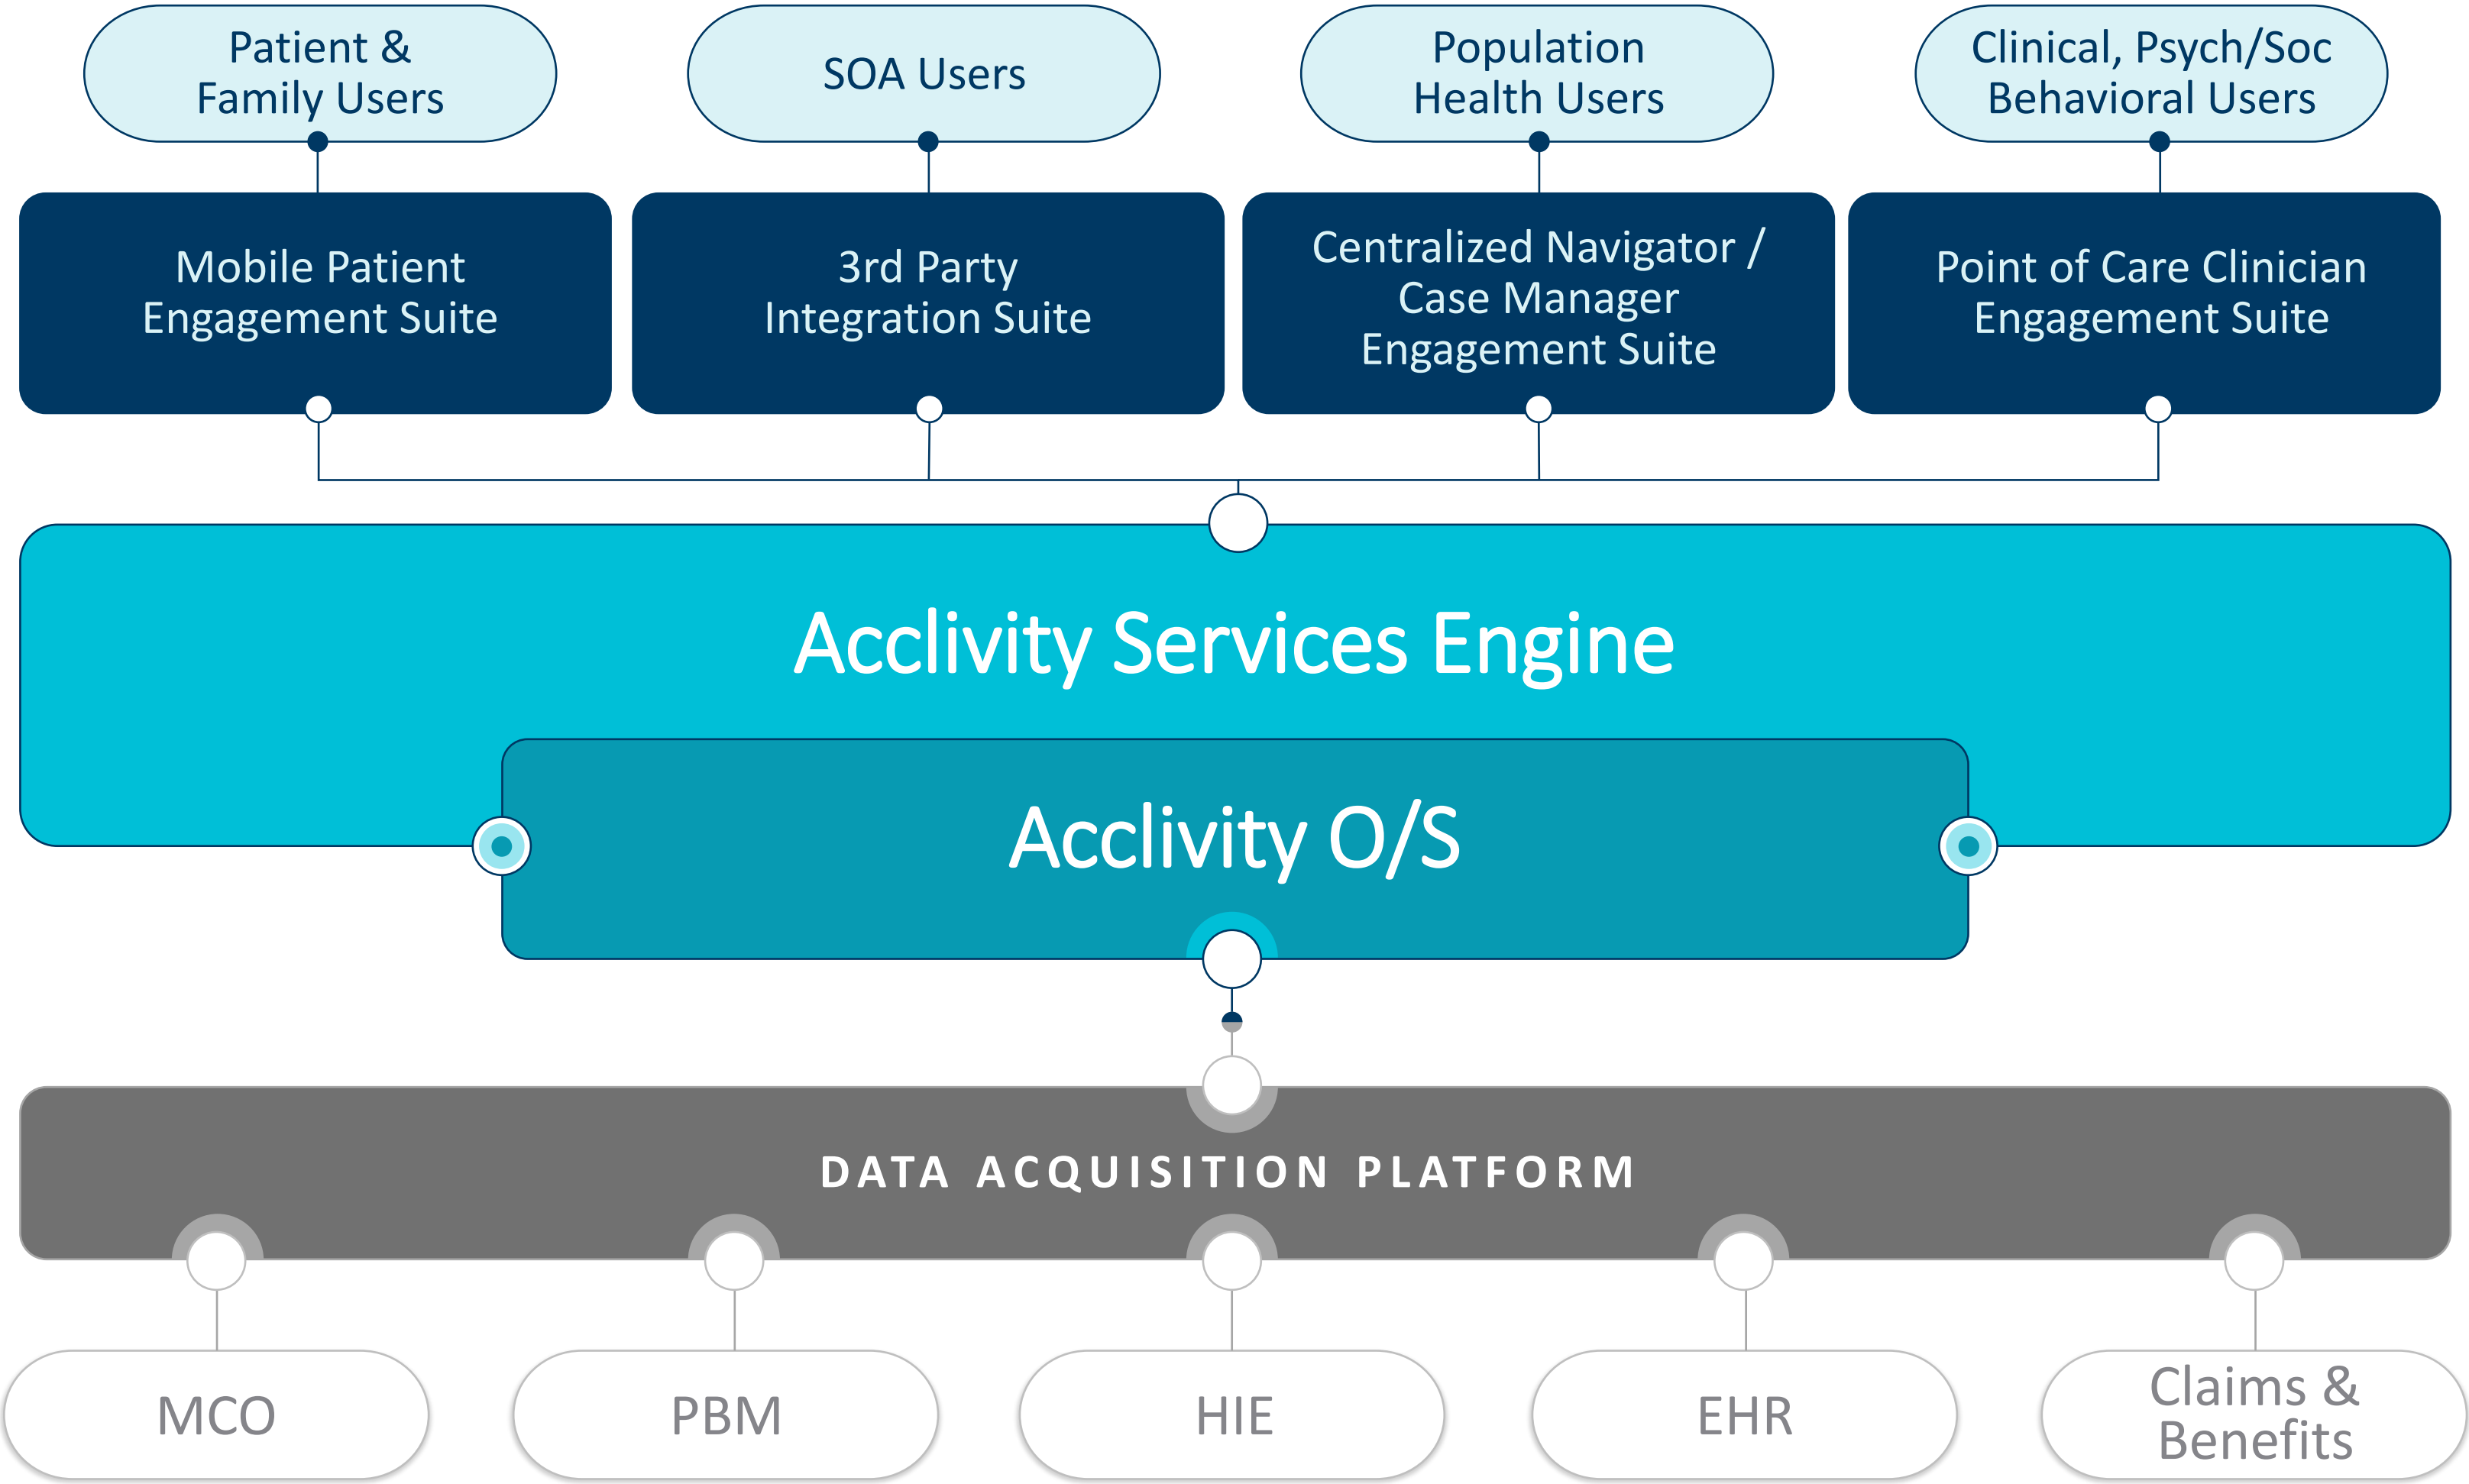 Patient &
Family Users
SOA Users
Population
Health Users
Clinical, Psych/Soc
Behavioral Users
Mobile Patient
Engagement Suite
3rd Party
Integration Suite
Centralized Navigator /
Case Manager
Engagement Suite
Point of Care Clinician
Engagement Suite
Acclivity Services Engine
Acclivity O/S
DATA ACQUISITION PLATFORM
MCO
PBM
HIE
EHR
Claims &
Benefits